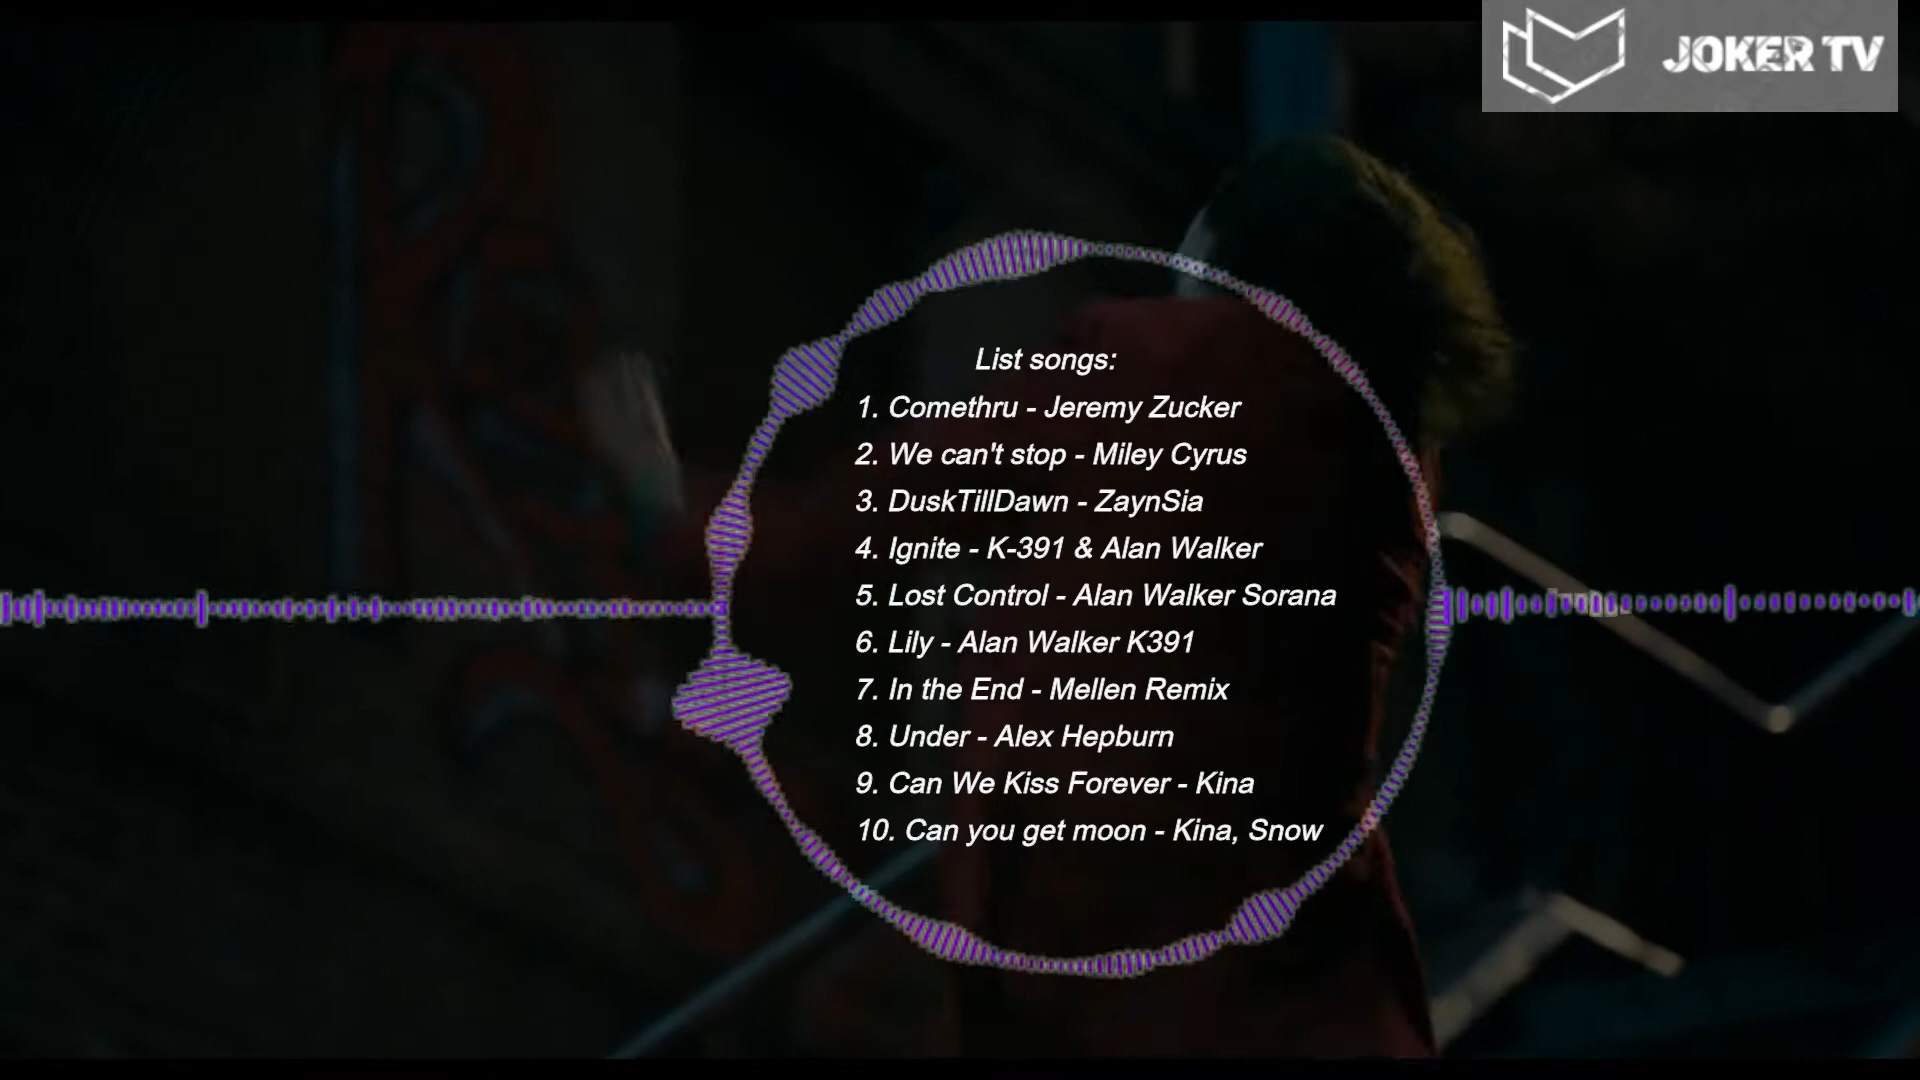 JOKER TV
List songs:
1. Comethru - Jeremy Zucker
2. We can't stop - Miley Cyrus
3. DuskTillDawn - ZaynSia
4. Ignite - K-391 & Alan Walker
5. Lost Control - Alan Walker Sorana
6. Lily - Alan Walker K391
7. In the End - Mellen Remix
8. Under - Alex Hepburn
9. Can We Kiss Forever - Kina
10. Can you get moon - Kina, Snow